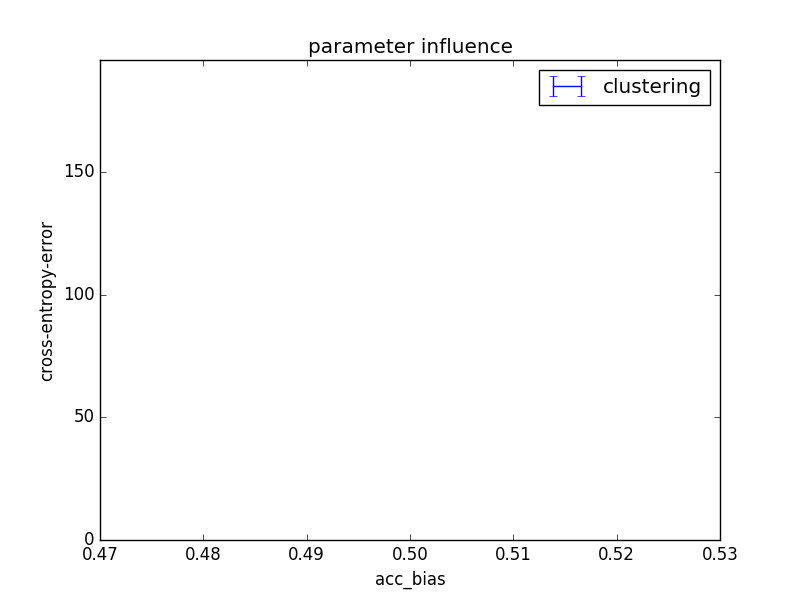 parameter influence
clustering
150
100
50
0
cross-entropy-error
0.47 0.48 0.49 0.50 0.51 0.52 0.53
acc_bias